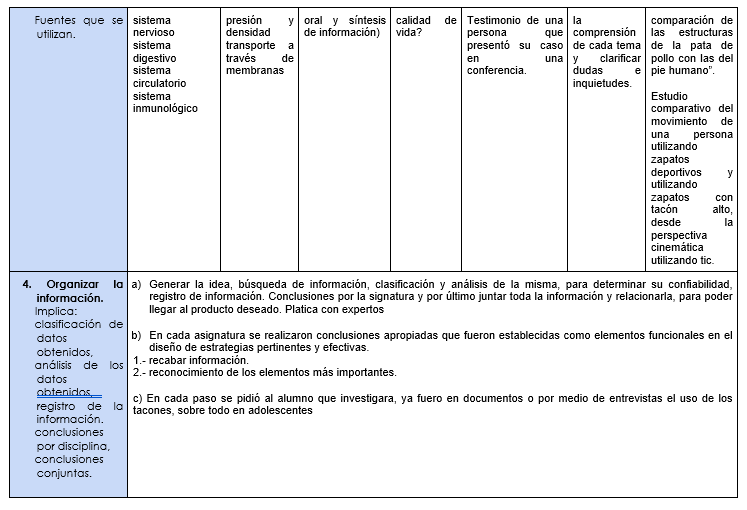 Fuentes que se
utilizan.
sistema
nervioso
sistema
digestivo
sistema
circulatorio
sistema
inmunológico
presión y
densidad
transporte a
través de
membranas
oral y síntesis
de información)
calidad de
vida?
Testimonio de una
persona que
presentó su caso
en una
conferencia.
la
comprensión
de cada tema
y clarificar
dudas e
inquietudes.
comparación de
las estructuras
de la pata de
pollo con las del
pie humano”.
Estudio
comparativo del
movimiento de
una persona
utilizando
zapatos
deportivos y
utilizando
zapatos con
tacón alto,
desde la
perspectiva
cinemática
utilizando tic.
4. Organizar la
información.
Implica:
clasificación de
datos
obtenidos,
análisis de los
datos
obtenidos,
registro de la
información.
conclusiones
por disciplina,
conclusiones
conjuntas.
a) Generar la idea, búsqueda de información, clasificación y análisis de la misma, para determinar su confiabilidad,
registro de información. Conclusiones por la signatura y por último juntar toda la información y relacionarla, para poder
llegar al producto deseado. Platica con expertos
b) En cada asignatura se realizaron conclusiones apropiadas que fueron establecidas como elementos funcionales en el
diseño de estrategias pertinentes y efectivas.
1.- recabar información.
2.- reconocimiento de los elementos más importantes.
c) En cada paso se pidió al alumno que investigara, ya fuero en documentos o por medio de entrevistas el uso de los
tacones, sobre todo en adolescentes